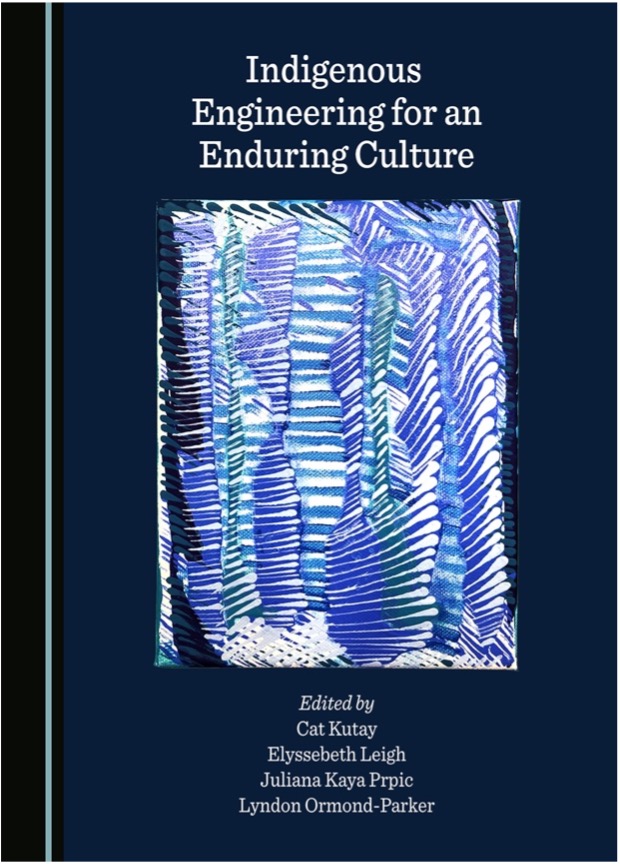 Indigenous
Engineering for an
Enduring Culture
Edited by
Cat Kutay
Elyssebeth Leigh
Juliana Kaya Prpic
Lyndon Ormond-Parker